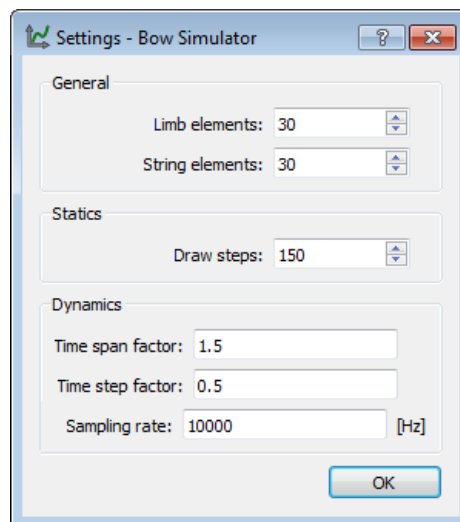 Settings - Bow Simulator ?
General
Limb elements: 30
String elements: 30
Statics
Draw steps: 150
Dynamics
Time span factor: 1.5
Time step factor: 0.5
Sampling rate: 10000 [Hz]
OK